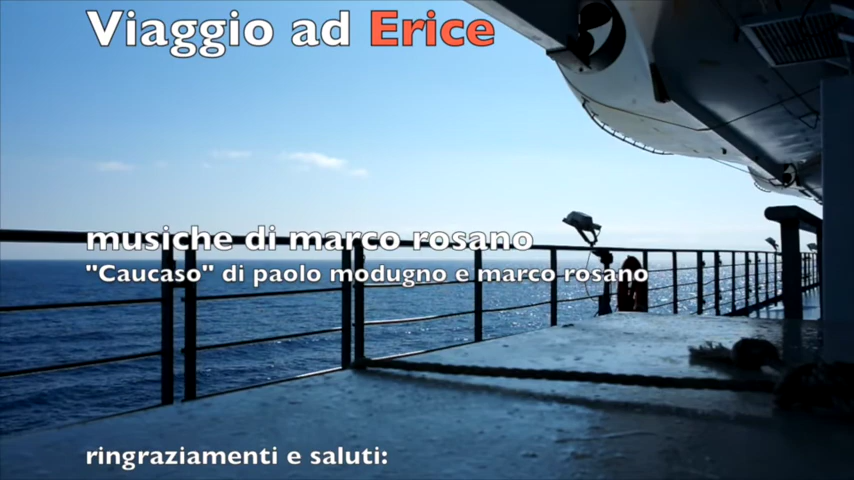 Viaggio ad Erice
musiche di marco rosano
"Caucaso" di paolo modugno e marco rosano
ringraziamenti e saluti: